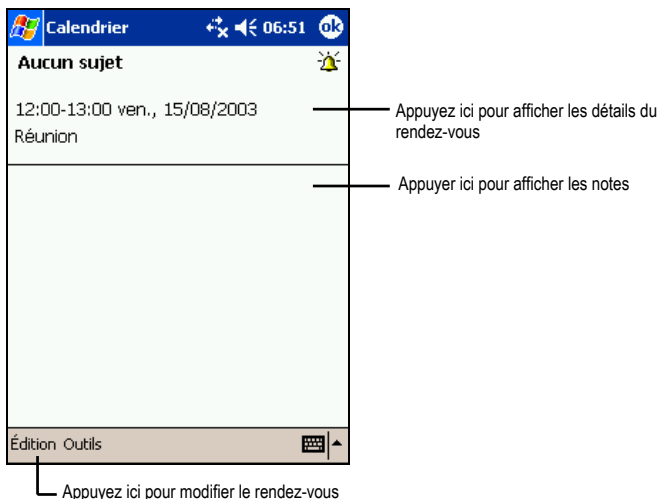 Calendrier 06:51 ok
Aucun sujet
12:00-13:00 ven., 15/08/2003
Réunion
Appuyez ici pour afficher les détails du
rendez-vous
Appuyer ici pour afficher les notes
Édition Outils
Appuyez ici pour modifier le rendez-vous